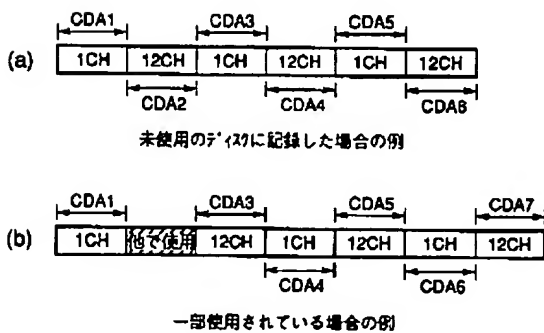 CDA1 CDA3 CDA5
(a) 1CH 12CH 1CH 12CH 1CH 12CH
CDA2 CDA4 CDA6
未使用のディスクに記録した場合の例
CDA1 CDA3 CDA5 CDA7
(b) 1CH 他で使用 12CH 1CH 12CH 1CH 12CH
CDA4 CDA6
一部使用されている場合の例